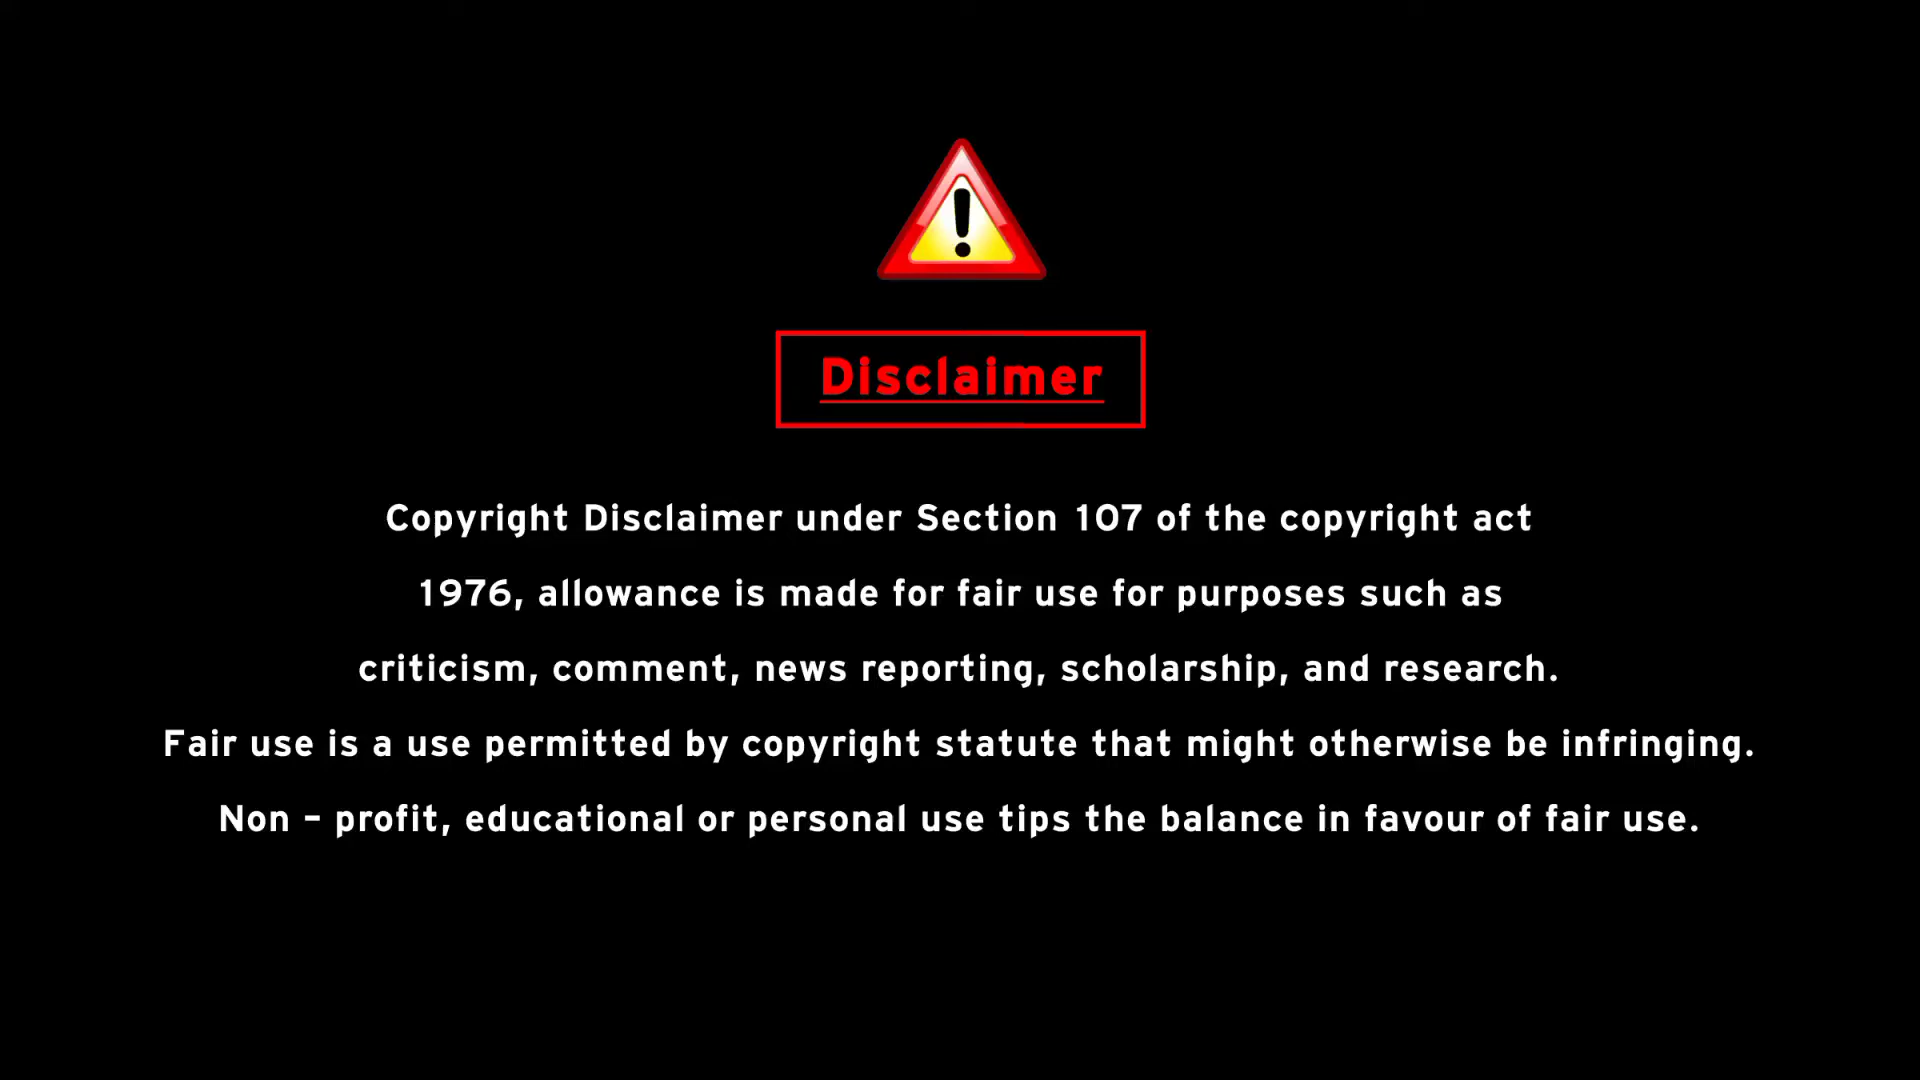 Disclaimer
Copyright Disclaimer under Section 107 of the copyright act
1976, allowance is made for fair use for purposes such as
criticism, comment, news reporting, scholarship, and research.
Fair use is a use permitted by copyright statute that might otherwise be infringing.
Non – profit, educational or personal use tips the balance in favour of fair use.